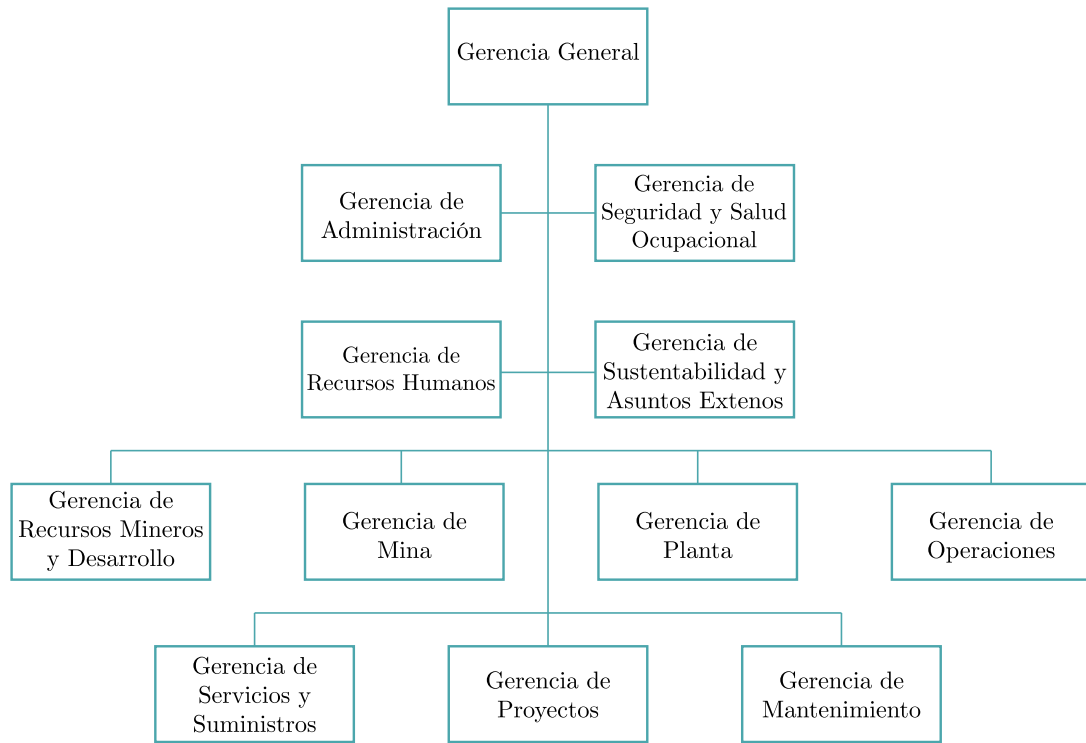 Gerencia General
Gerencia de
Administración
Gerencia de
Seguridad y Salud
Ocupacional
Gerencia de
Recursos Humanos
Gerencia de
Sustentabilidad y
Asuntos Extenos
Gerencia de
Recursos Mineros
y Desarrollo
Gerencia de
Mina
Gerencia de
Planta
Gerencia de
Operaciones
Gerencia de
Servicios y
Suministros
Gerencia de
Proyectos
Gerencia de
Mantenimiento